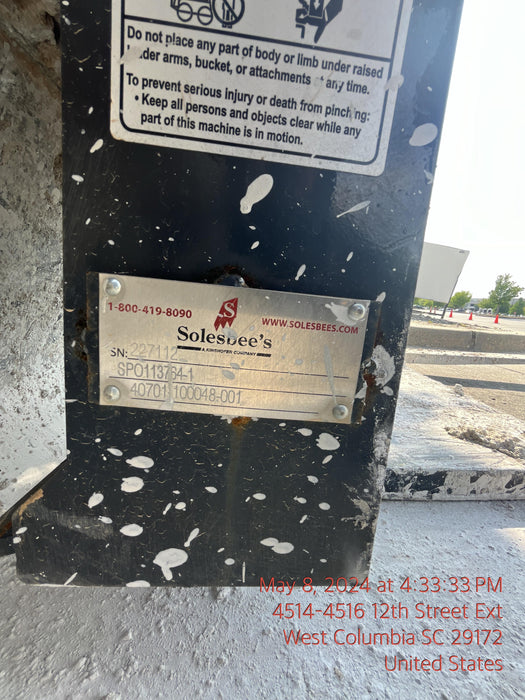 Do not place any part of body or limb under raised
loader arms, bucket, or attachments at any time.
To prevent serious injury or death from pinching:
• Keep all persons and objects clear while any
part of this machine is in motion.
1-800-419-8090
S
WWW.SOLESBEES.COM
Solesbee's
A KINSHOFER COMPANY
SN: 227112
SPO113764-1
40701 100048-001
May 8, 2024 at 4:33:33 PM
4514-4516 12th Street Ext
West Columbia SC 29172
United States